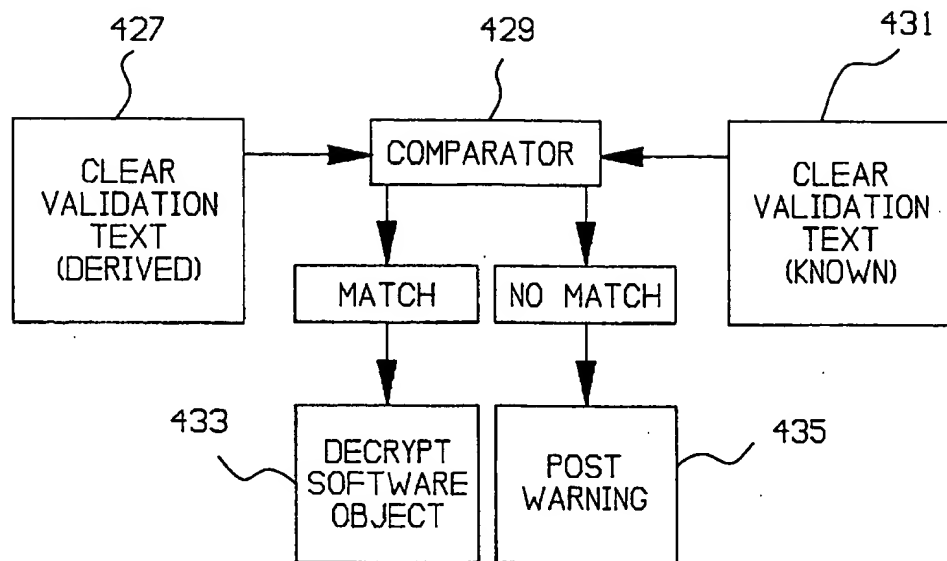 427
429
431
CLEAR
VALIDATION
TEXT
(DERIVED)
COMPARATOR
CLEAR
VALIDATION
TEXT
(KNOWN)
MATCH
NO MATCH
433
DECRYPT
SOFTWARE
OBJECT
POST
WARNING
435